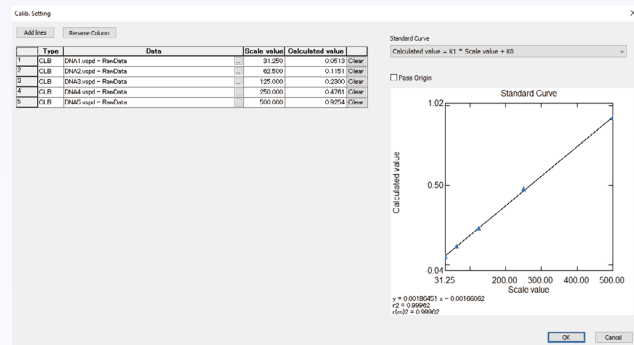 Calib. Setting
Add lines
Rename Column
Type Data Scale value Calculated value
1 CLB DNA1.vspd - RawData ... 31.250 0.0513 Clear
2 CLB DNA2.vspd - RawData ... 62.500 0.1151 Clear
3 CLB DNA3.vspd - RawData ... 125.000 0.2300 Clear
4 CLB DNA4.vspd - RawData ... 250.000 0.4761 Clear
5 CLB DNA5.vspd - RawData ... 500.000 0.9254 Clear
Standard Curve
Calculated value = K1 * Scale value + K0
Pass Origin
Standard Curve
1.02
0.50
0.04
Calculated value
31.25 200.00 300.00 400.00 500.00
Scale value
y = 0.00186451 x - 0.00166062
r2 = 0.99962
r(m)2 = 0.99962
OK
Cancel